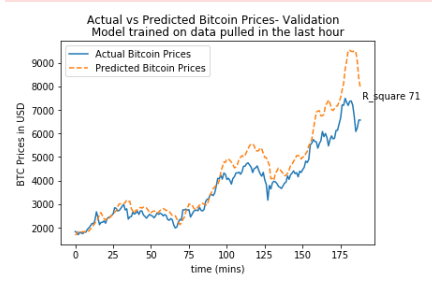 Actual vs Predicted Bitcoin Prices- Validation
Model trained on data pulled in the last hour
Actual Bitcoin Prices
Predicted Bitcoin Prices
R_square 71
BTC Prices in USD
9000
8000
7000
6000
5000
4000
3000
2000
0 25 50 75 100 125 150 175
time (mins)